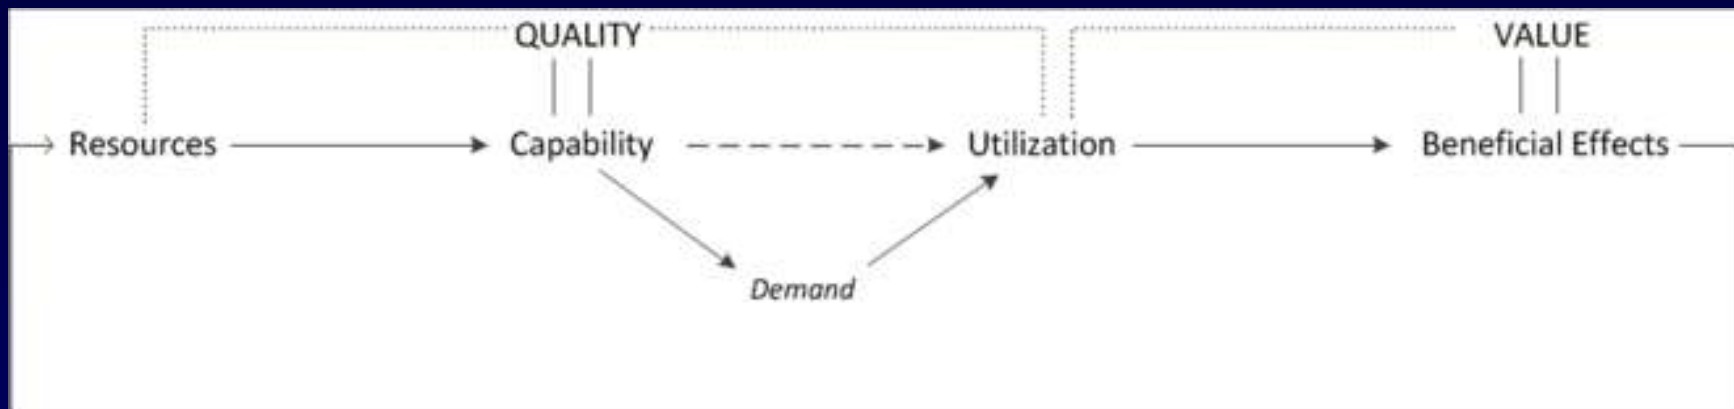 QUALITY VALUE
Resources Capability Utilization Beneficial Effects
Demand